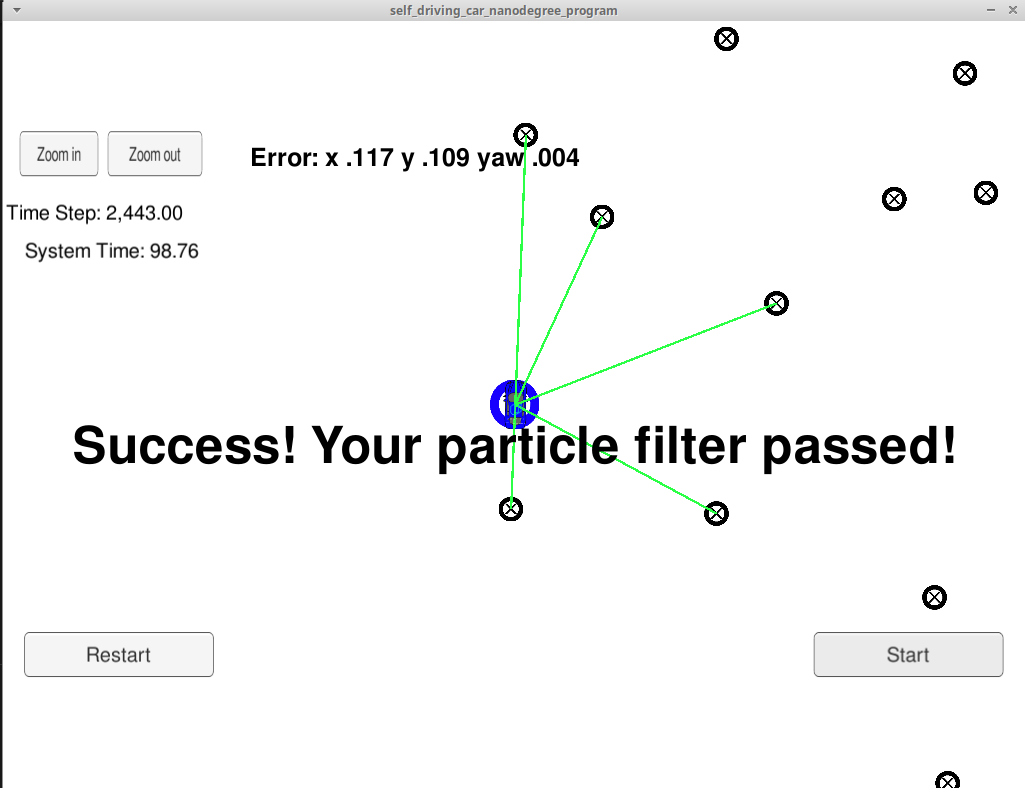 self_driving_car_nanodegree_program
Zoom in
Zoom out
Error: x .117 y .109 yaw .004
Time Step: 2,443.00
System Time: 98.76
Success! Your particle filter passed!
Restart
Start